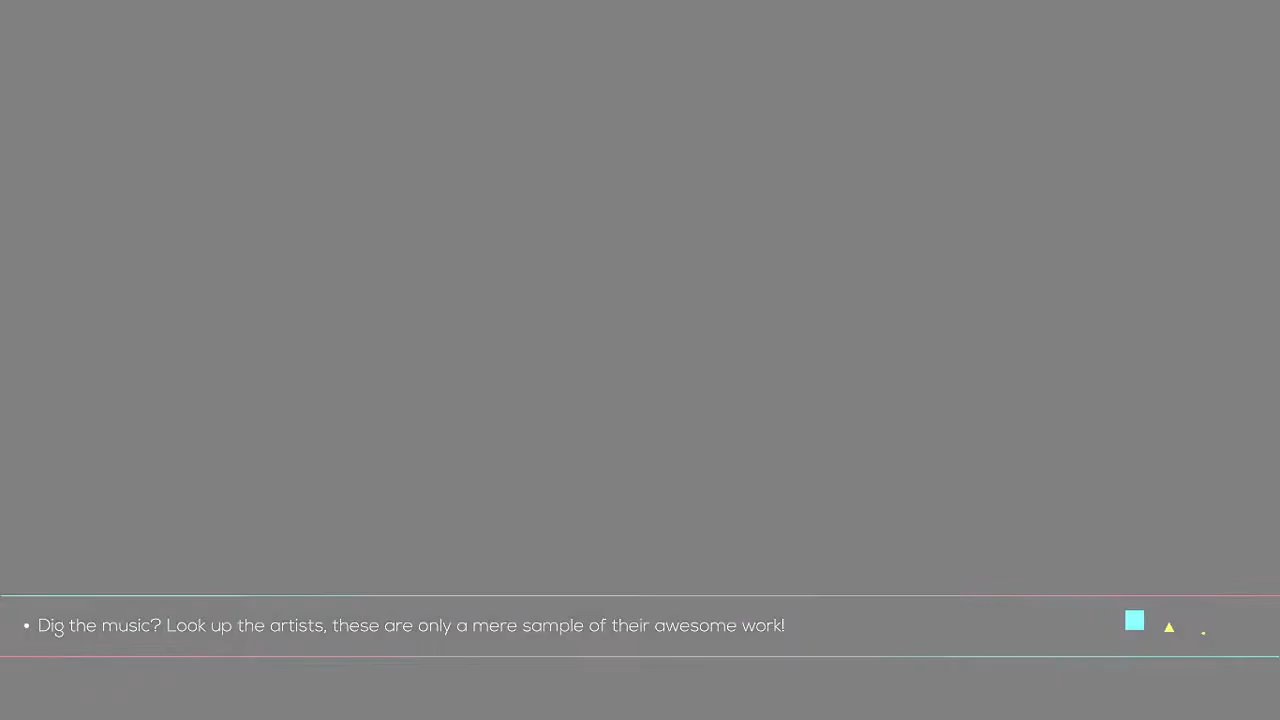 • Dig the music? Look up the artists, these are only a mere sample of their awesome work!